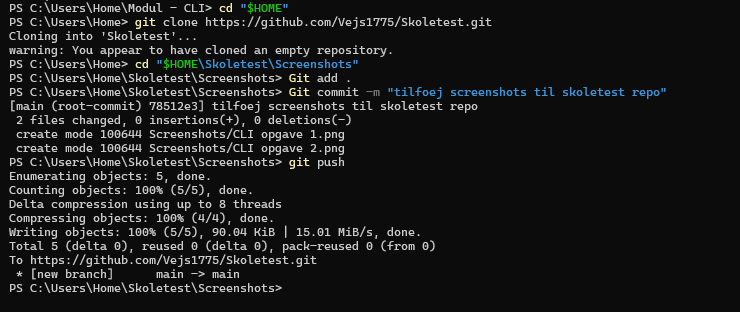 PS C:\Users\Home\Modul - CLI> cd "$HOME"
PS C:\Users\Home> git clone https://github.com/Vejs1775/Skoletest.git
Cloning into 'Skoletest'...
warning: You appear to have cloned an empty repository.
PS C:\Users\Home> cd "$HOME\Skoletest\Screenshots"
PS C:\Users\Home\Skoletest\Screenshots> Git add .
PS C:\Users\Home\Skoletest\Screenshots> Git commit -m "tilfoej screenshots til skoletest repo"
[main (root-commit) 78512e3] tilfoej screenshots til skoletest repo
 2 files changed, 0 insertions(+), 0 deletions(-)
 create mode 100644 Screenshots/CLI opgave 1.png
 create mode 100644 Screenshots/CLI opgave 2.png
PS C:\Users\Home\Skoletest\Screenshots> git push
Enumerating objects: 5, done.
Counting objects: 100% (5/5), done.
Delta compression using up to 8 threads
Compressing objects: 100% (4/4), done.
Writing objects: 100% (5/5), 90.04 KiB | 15.01 MiB/s, done.
Total 5 (delta 0), reused 0 (delta 0), pack-reused 0 (from 0)
To https://github.com/Vejs1775/Skoletest.git
 * [new branch]      main -> main
PS C:\Users\Home\Skoletest\Screenshots>